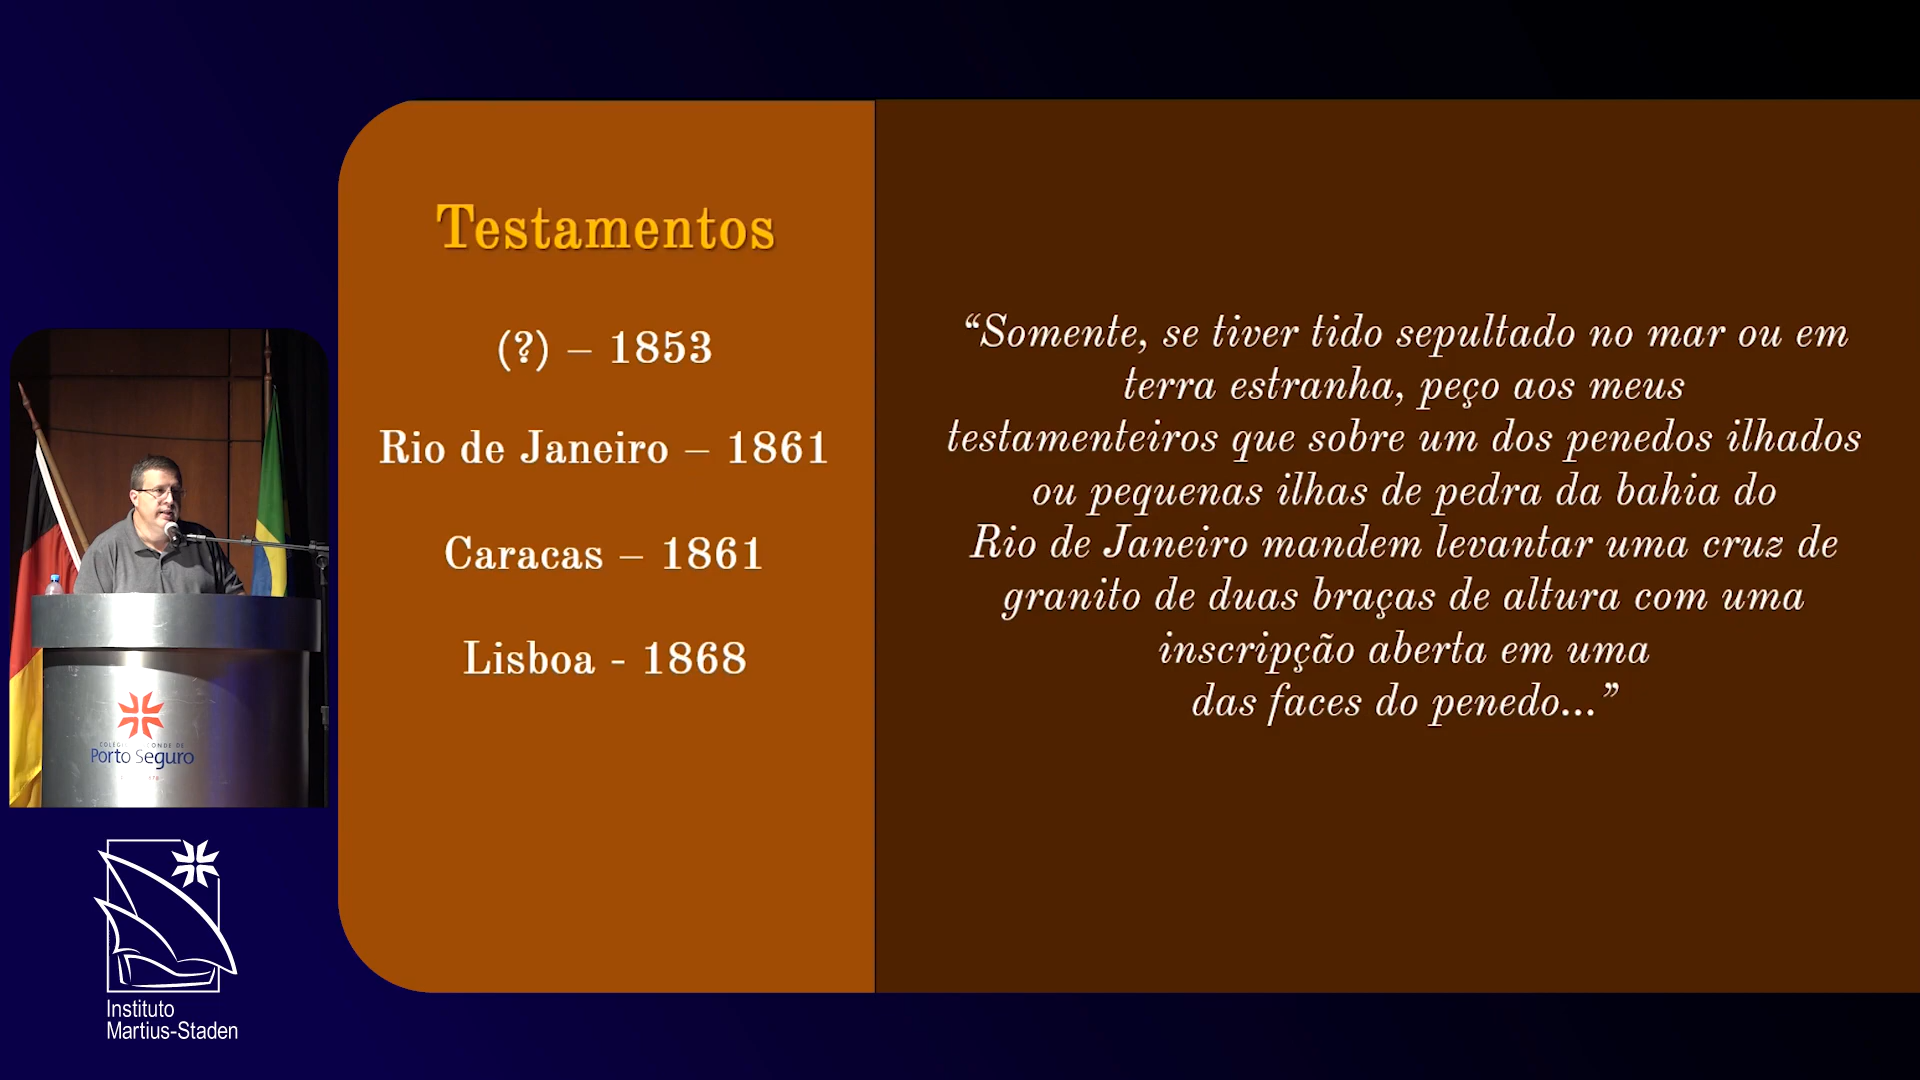 Testamentos
(?) – 1853
Rio de Janeiro – 1861
Caracas – 1861
Lisboa - 1868
“Somente, se tiver tido sepultado no mar ou em
terra estranha, peço aos meus
testamenteiros que sobre um dos penedos ilhados
ou pequenas ilhas de pedra da bahia do
Rio de Janeiro mandem levantar uma cruz de
granito de duas braças de altura com uma
inscripção aberta em uma
das faces do penedo...”
Porto Seguro
Instituto
Martius-Staden